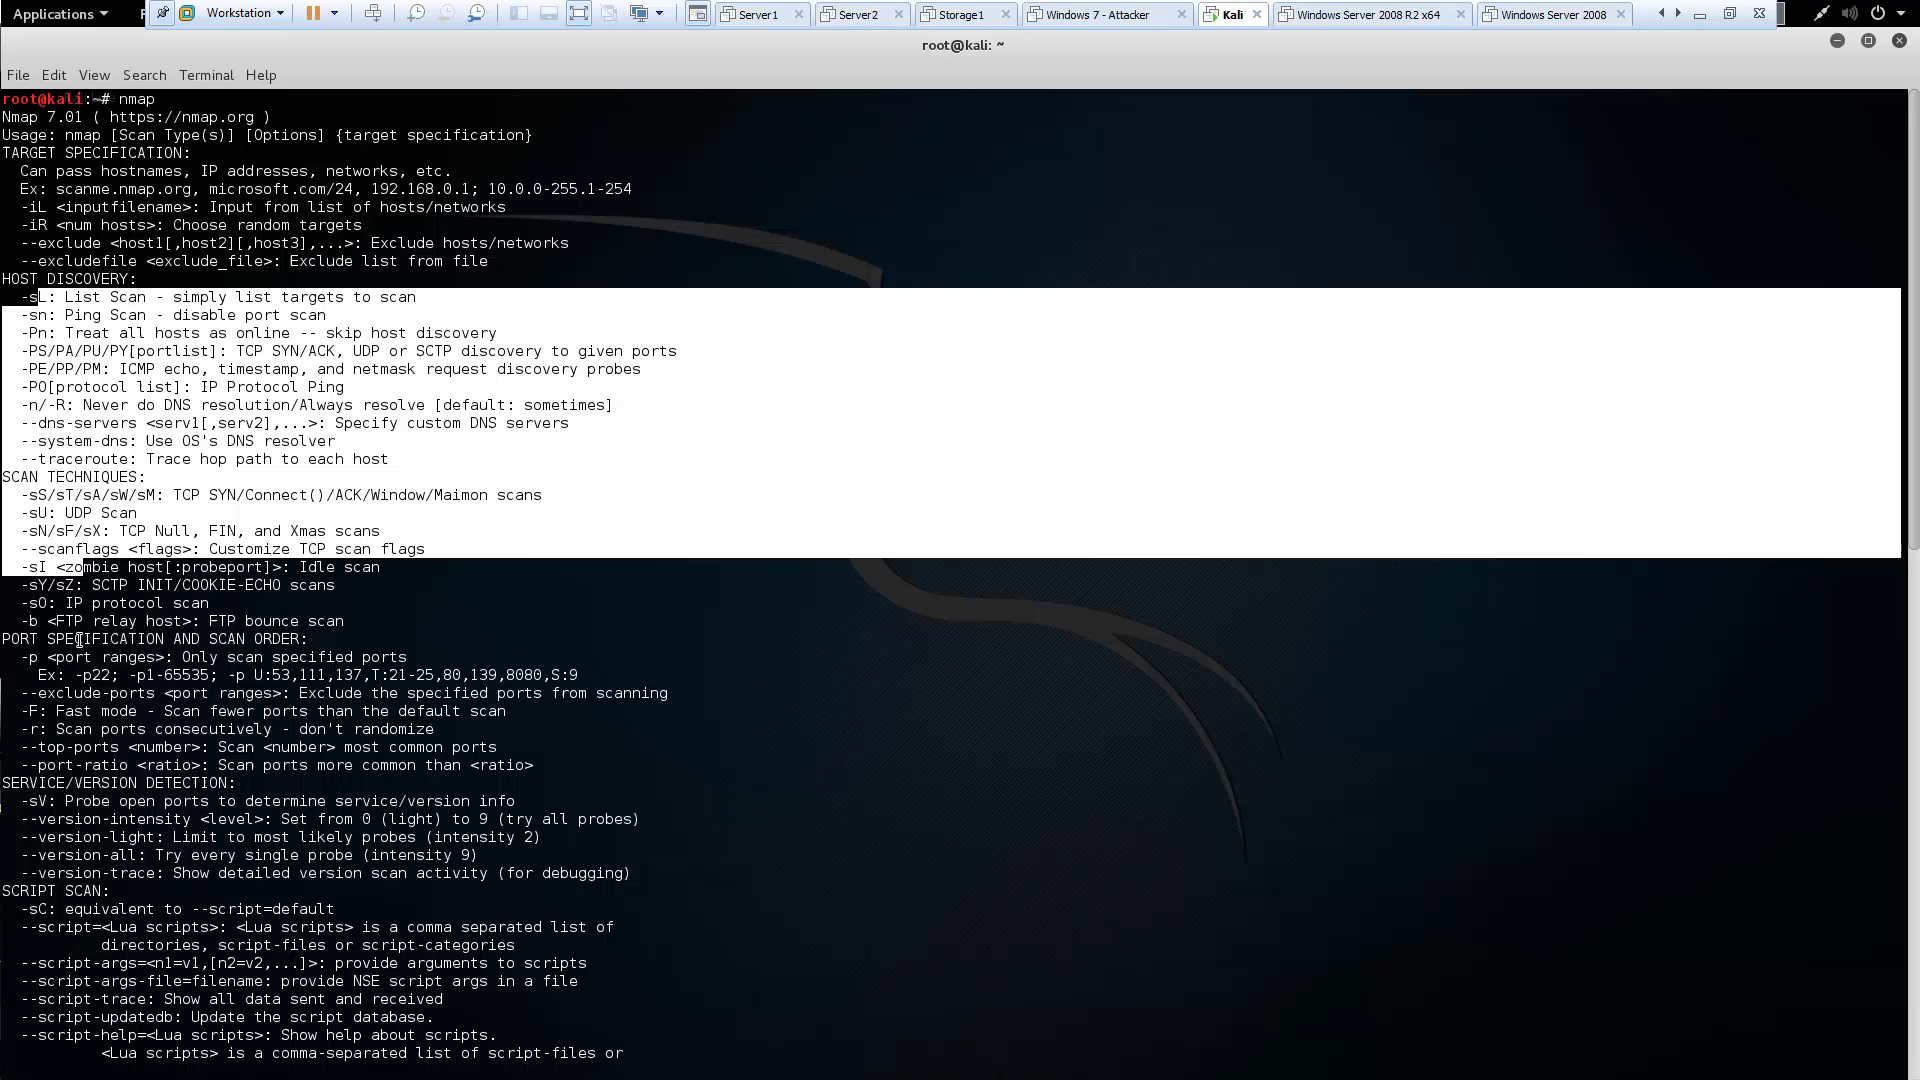 Applications
Workstation
Server1
Server2
Storage1
Windows 7 - Attacker
Kali
Windows Server 2008 R2 x64
Windows Server 2008
root@kali: ~
File Edit View Search Terminal Help
root@kali:~# nmap
Nmap 7.01 ( https://nmap.org )
Usage: nmap [Scan Type(s)] [Options] {target specification}
TARGET SPECIFICATION:
Can pass hostnames, IP addresses, networks, etc.
Ex: scanme.nmap.org, microsoft.com/24, 192.168.0.1; 10.0.0-255.1-254
-iL <inputfilename>: Input from list of hosts/networks
-iR <num hosts>: Choose random targets
--exclude <host1[,host2][,host3],...>: Exclude hosts/networks
--excludefile <exclude_file>: Exclude list from file
HOST DISCOVERY:
-sL: List Scan - simply list targets to scan
-sn: Ping Scan - disable port scan
-Pn: Treat all hosts as online -- skip host discovery
-PS/PA/PU/PY[portlist]: TCP SYN/ACK, UDP or SCTP discovery to given ports
-PE/PP/PM: ICMP echo, timestamp, and netmask request discovery probes
-PO[protocol list]: IP Protocol Ping
-n/-R: Never do DNS resolution/Always resolve [default: sometimes]
--dns-servers <serv1[,serv2],...>: Specify custom DNS servers
--system-dns: Use OS's DNS resolver
--traceroute: Trace hop path to each host
SCAN TECHNIQUES:
-sS/sT/sA/sW/sM: TCP SYN/Connect()/ACK/Window/Maimon scans
-sU: UDP Scan
-sN/sF/sX: TCP Null, FIN, and Xmas scans
--scanflags <flags>: Customize TCP scan flags
-sI <zombie host[:probeport]>: Idle scan
-sY/sZ: SCTP INIT/COOKIE-ECHO scans
-sO: IP protocol scan
-b <FTP relay host>: FTP bounce scan
PORT SPECIFICATION AND SCAN ORDER:
-p <port ranges>: Only scan specified ports
Ex: -p22; -p1-65535; -p U:53,111,137,T:21-25,80,139,8080,S:9
--exclude-ports <port ranges>: Exclude the specified ports from scanning
-F: Fast mode - Scan fewer ports than the default scan
-r: Scan ports consecutively - don't randomize
--top-ports <number>: Scan <number> most common ports
--port-ratio <ratio>: Scan ports more common than <ratio>
SERVICE/VERSION DETECTION:
-sV: Probe open ports to determine service/version info
--version-intensity <level>: Set from 0 (light) to 9 (try all probes)
--version-light: Limit to most likely probes (intensity 2)
--version-all: Try every single probe (intensity 9)
--version-trace: Show detailed version scan activity (for debugging)
SCRIPT SCAN:
-sC: equivalent to --script=default
--script=<Lua scripts>: <Lua scripts> is a comma separated list of
directories, script-files or script-categories
--script-args=<n1=v1,[n2=v2,...]>: provide arguments to scripts
--script-args-file=filename: provide NSE script args in a file
--script-trace: Show all data sent and received
--script-updatedb: Update the script database.
--script-help=<Lua scripts>: Show help about scripts.
<Lua scripts> is a comma-separated list of script-files or